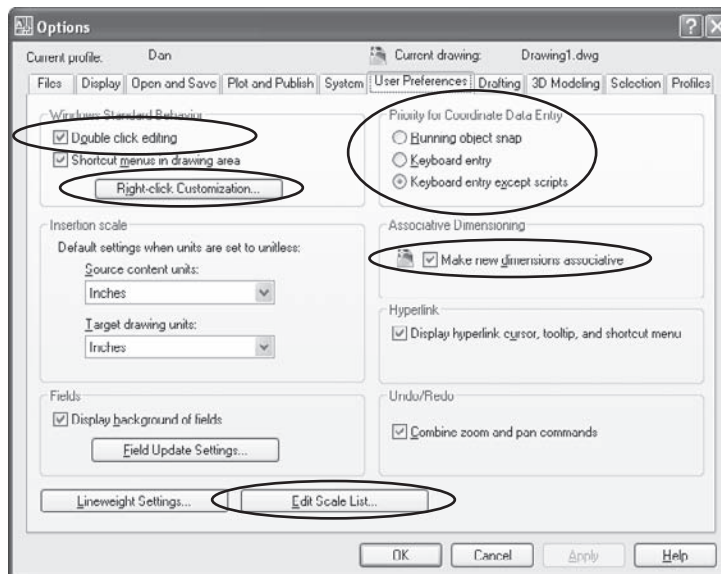 Options
Current profile: Dan Current drawing: Drawing1.dwg
Files Display Open and Save Plot and Publish System User Preferences Drafting 3D Modeling Selection Profiles
Windows Standard Behavior
Double click editing
Shortcut menus in drawing area
Right-click Customization...
Insertion scale
Default settings when units are set to unitless:
Source content units:
Inches
Target drawing units:
Inches
Fields
Display background of fields
Field Update Settings...
Priority for Coordinate Data Entry
Running object snap
Keyboard entry
Keyboard entry except scripts
Associative Dimensioning
Make new dimensions associative
Hyperlink
Display hyperlink cursor, tooltip, and shortcut menu
Undo/Redo
Combine zoom and pan commands
Lineweight Settings... Edit Scale List...
OK Cancel Apply Help